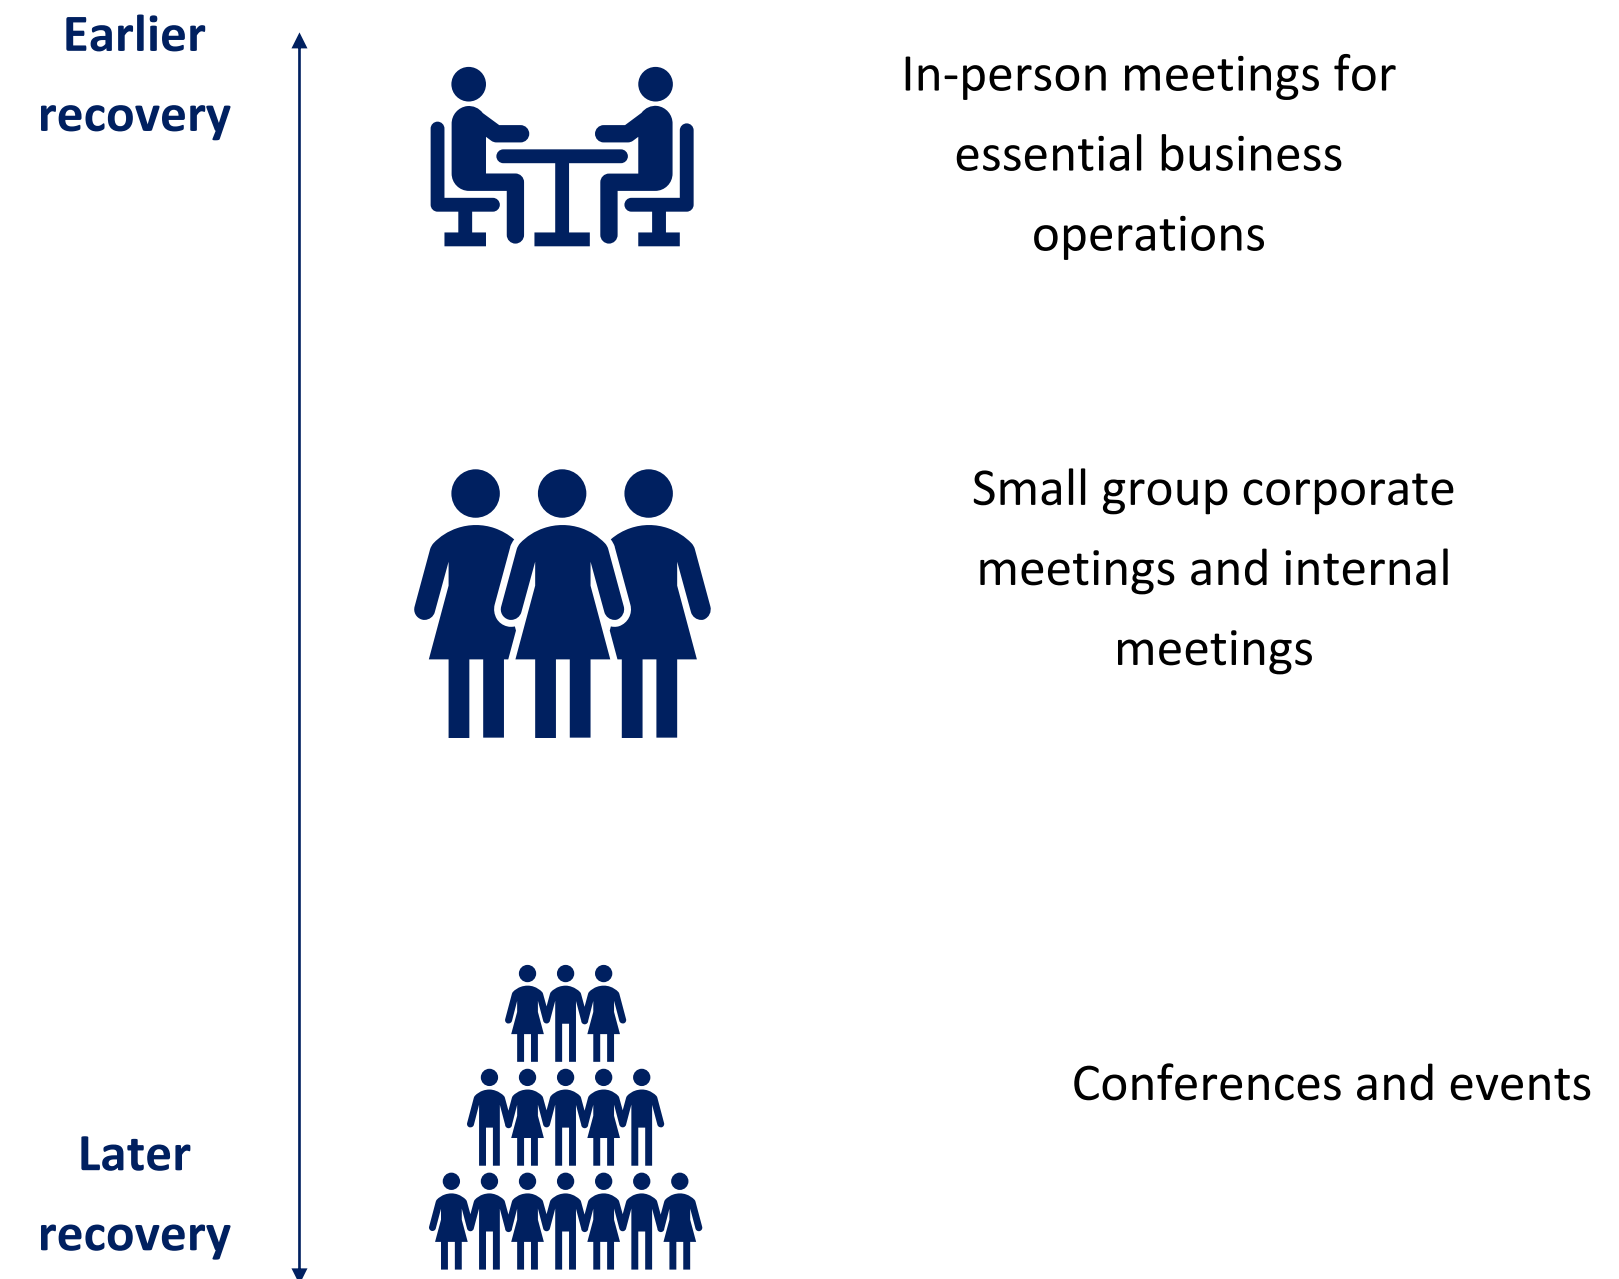 Earlier
recovery
In-person meetings for
essential business
operations
Small group corporate
meetings and internal
meetings
Conferences and events
Later
recovery